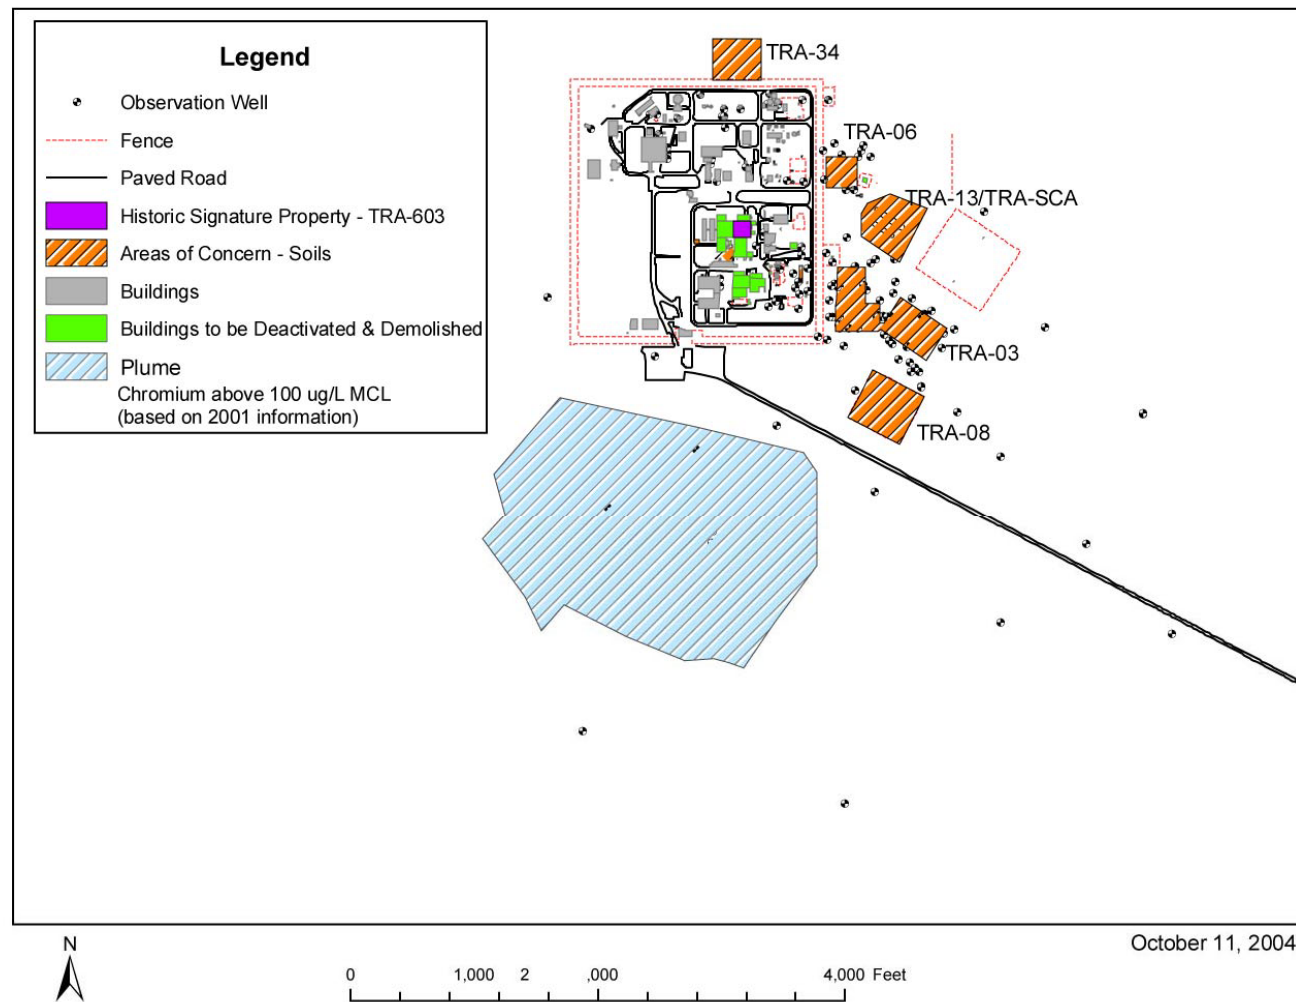 Legend
Observation Well
Fence
Paved Road
Historic Signature Property - TRA-603
Areas of Concern - Soils
Buildings
Buildings to be Deactivated & Demolished
Plume
Chromium above 100 ug/L MCL
(based on 2001 information)
TRA-34
TRA-06
TRA-13/TRA-SCA
TRA-03
TRA-08
October 11, 2004
N
0 1,000 2 ,000 4,000 Feet